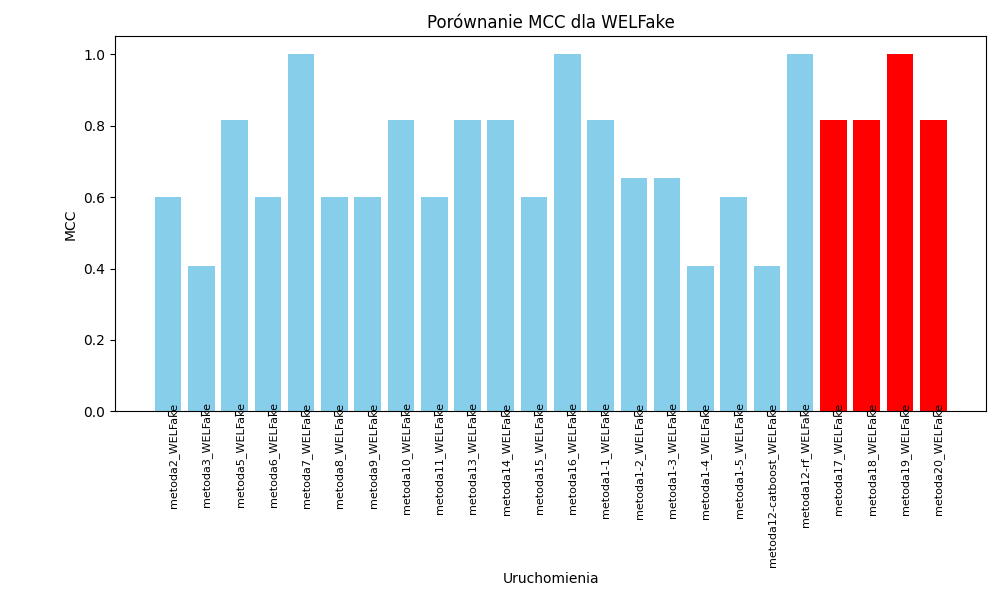 Porównanie MCC dla WELFake
1.0
0.8
0.6
0.4
0.2
0.0
MCC
metoda2_WELFake
metoda3_WELFake
metoda5_WELFake
metoda6_WELFake
metoda7_WELFake
metoda8_WELFake
metoda9_WELFake
metoda10_WELFake
metoda11_WELFake
metoda13_WELFake
metoda14_WELFake
metoda15_WELFake
metoda16_WELFake
metoda1-1_WELFake
metoda1-2_WELFake
metoda1-3_WELFake
metoda1-4_WELFake
metoda1-5_WELFake
metoda12-catboost_WELFake
metoda12-rf_WELFake
metoda17_WELFake
metoda18_WELFake
metoda19_WELFake
metoda20_WELFake
Uruchomienia